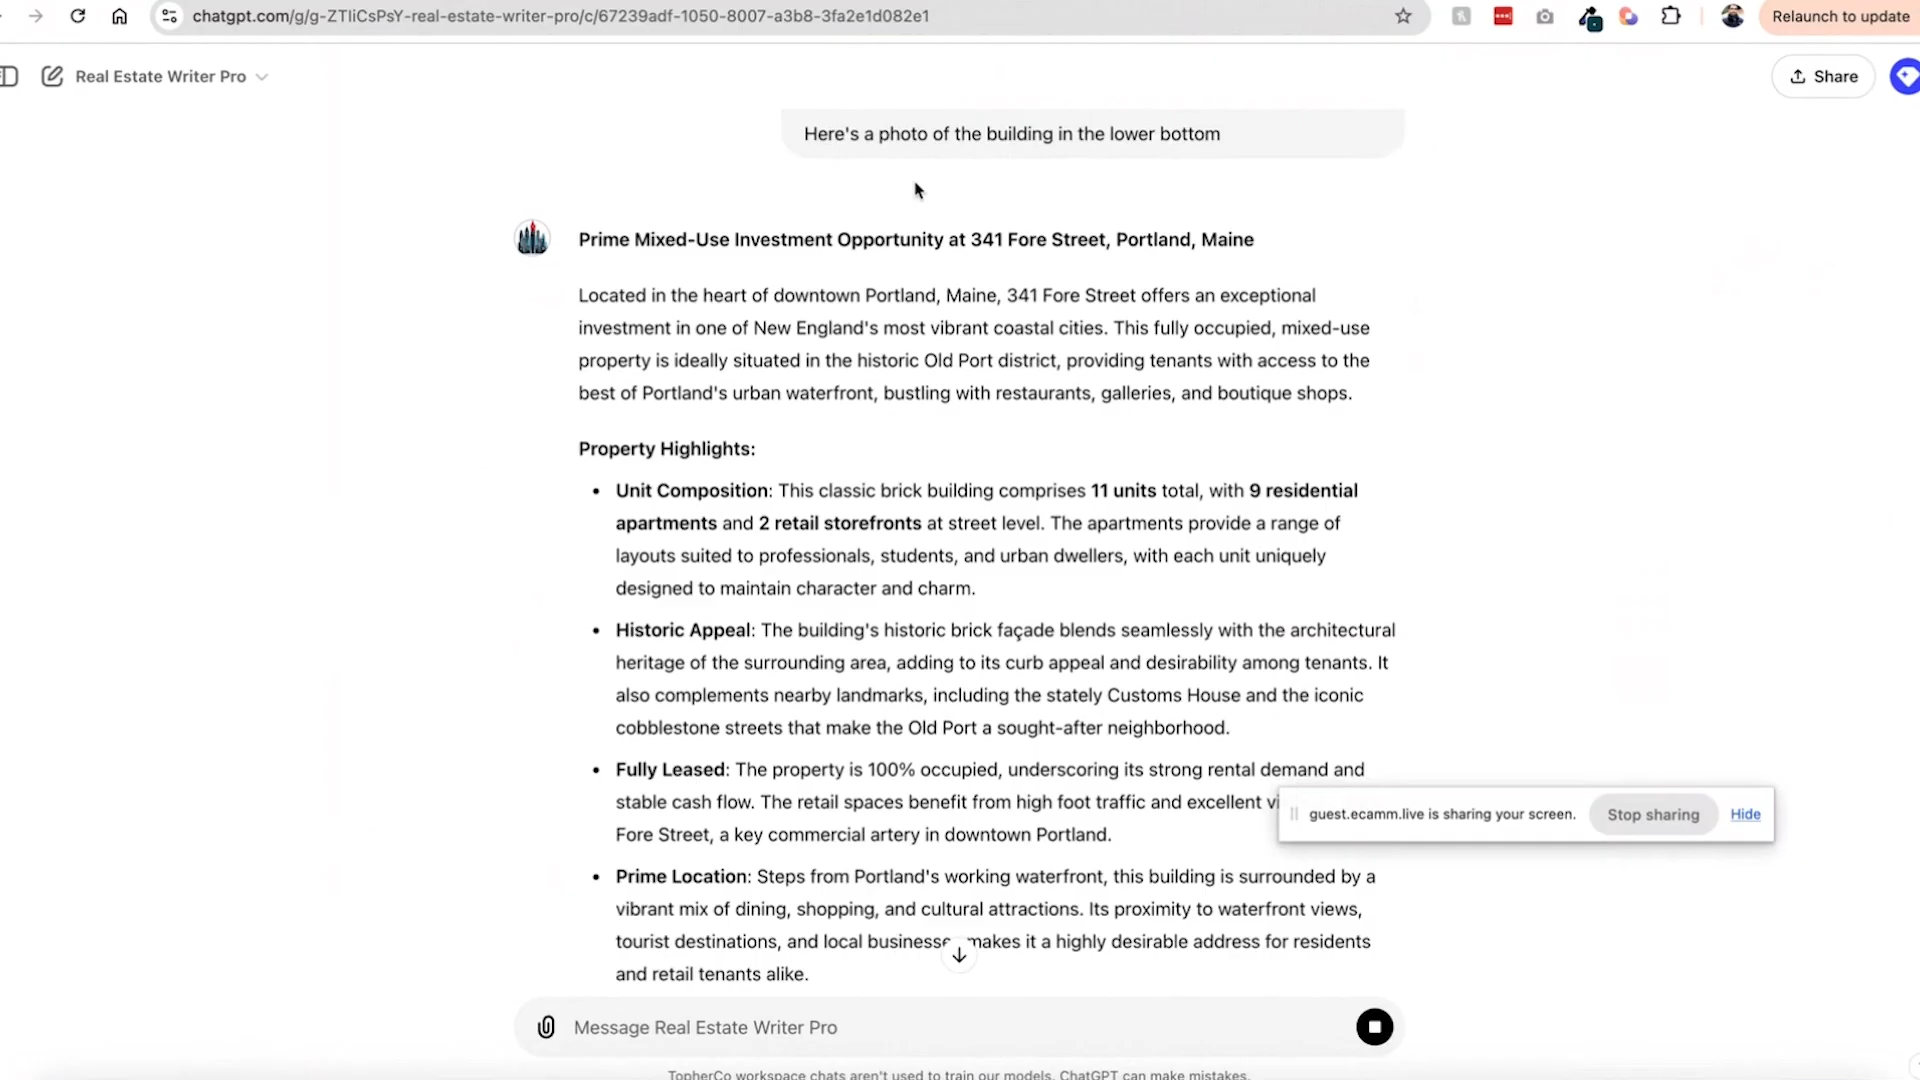 chatgpt.com/g/g-ZTIiCsPsY-real-estate-writer-pro/c/67239adf-1050-8007-a3b8-3fa2e1d082e1
Relaunch to update
Real Estate Writer Pro
Share
Here's a photo of the building in the lower bottom
Prime Mixed-Use Investment Opportunity at 341 Fore Street, Portland, Maine
Located in the heart of downtown Portland, Maine, 341 Fore Street offers an exceptional
investment in one of New England's most vibrant coastal cities. This fully occupied, mixed-use
property is ideally situated in the historic Old Port district, providing tenants with access to the
best of Portland's urban waterfront, bustling with restaurants, galleries, and boutique shops.
Property Highlights:
• Unit Composition: This classic brick building comprises 11 units total, with 9 residential
apartments and 2 retail storefronts at street level. The apartments provide a range of
layouts suited to professionals, students, and urban dwellers, with each unit uniquely
designed to maintain character and charm.
• Historic Appeal: The building's historic brick façade blends seamlessly with the architectural
heritage of the surrounding area, adding to its curb appeal and desirability among tenants. It
also complements nearby landmarks, including the stately Customs House and the iconic
cobblestone streets that make the Old Port a sought-after neighborhood.
• Fully Leased: The property is 100% occupied, underscoring its strong rental demand and
stable cash flow. The retail spaces benefit from high foot traffic and excellent
Fore Street, a key commercial artery in downtown Portland.
guest.ecamm.live is sharing your screen.
Stop sharing
Hide
• Prime Location: Steps from Portland's working waterfront, this building is surrounded by a
vibrant mix of dining, shopping, and cultural attractions. Its proximity to waterfront views,
tourist destinations, and local businesse makes it a highly desirable address for residents
and retail tenants alike.
Message Real Estate Writer Pro
TopherCo workspace chats aren't used to train our models. ChatGPT can make mistakes.